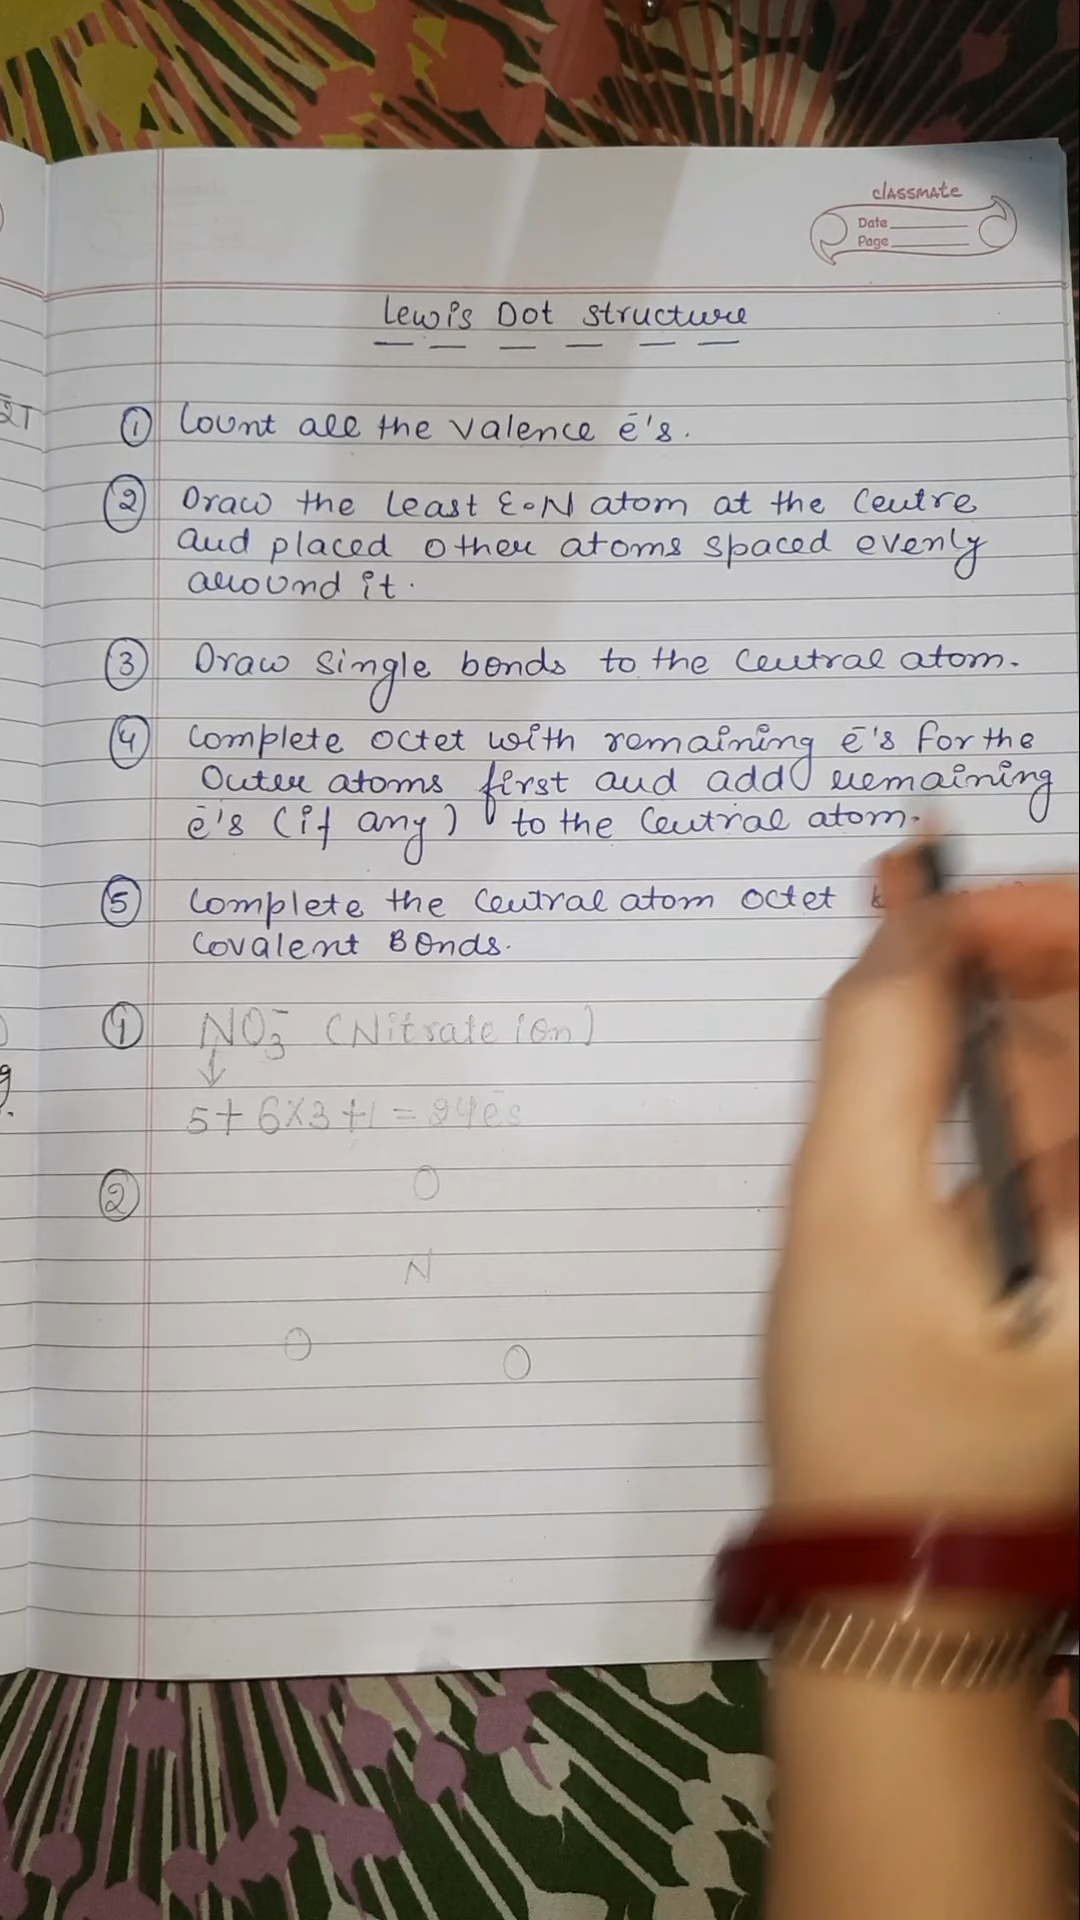 classmate
Date
Page
Lewis Dot Structure
① Count all the valence ē's.
② Draw the least E.N atom at the centre
and placed other atoms spaced evenly
around it.
③ Draw single bonds to the central atom.
④ Complete octet with remaining ē's for the
Outer atoms first and add remaining
ē's (if any) to the central atom.
⑤ Complete the central atom octet
Covalent Bonds.
① NO₃⁻ (Nitrate ion)
↓
5+ 6×3+1 = 24ēs
②
O
N
O O